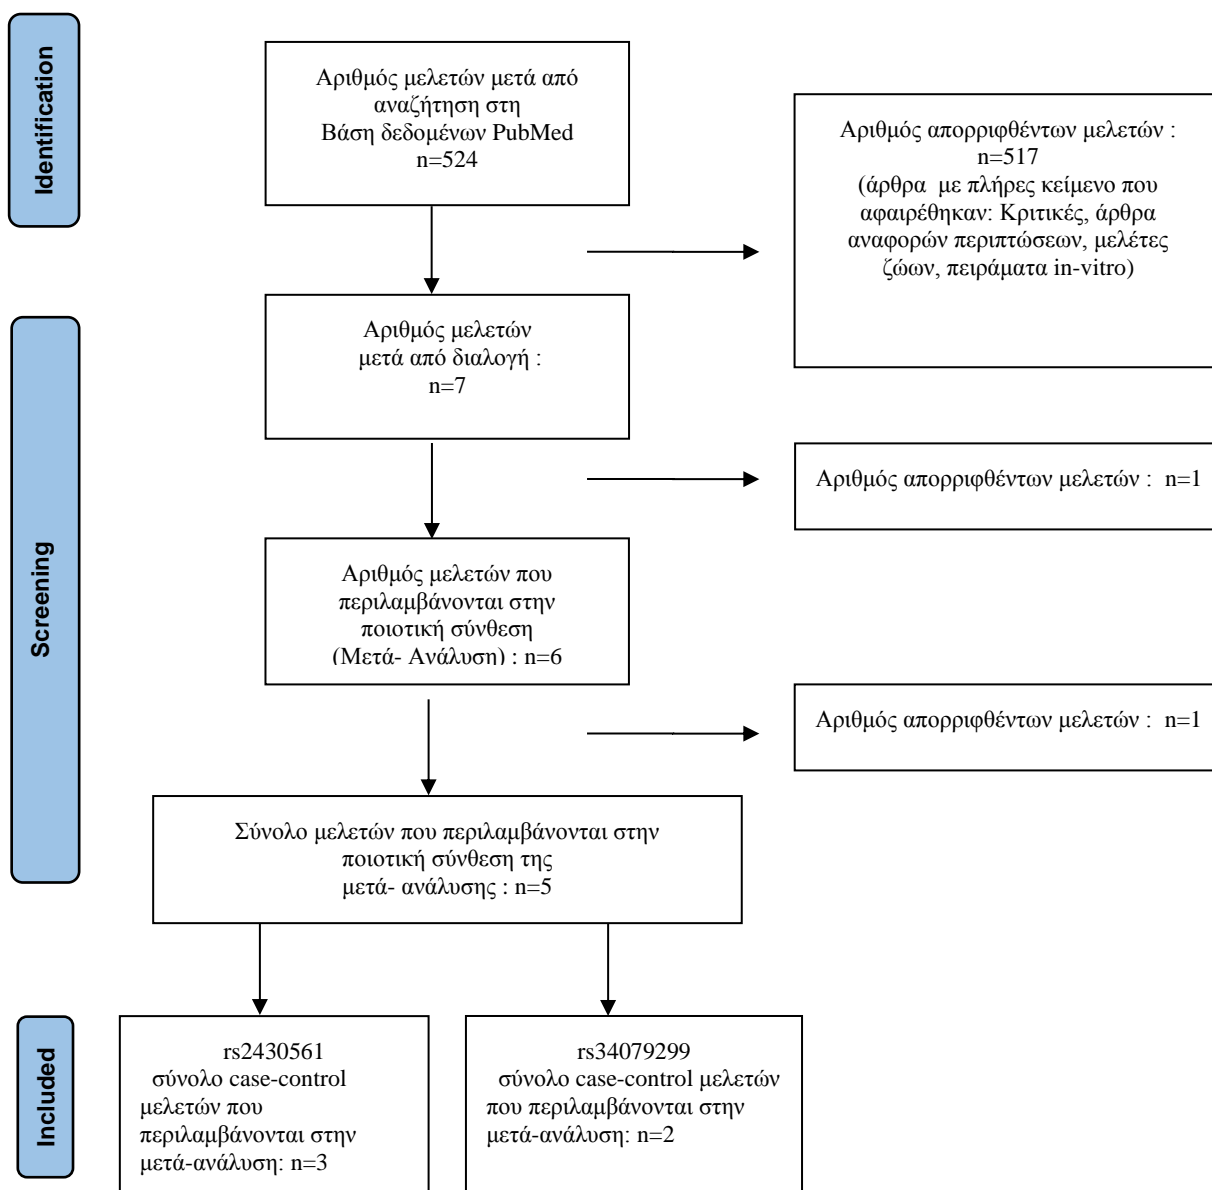 Identification
Αριθμός μελετών μετά από
αναζήτηση στη
Βάση δεδομένων PubMed
n=524
Αριθμός απορριφθέντων μελετών :
n=517
(άρθρα με πλήρες κείμενο που
αφαιρέθηκαν: Κριτικές, άρθρα
αναφορών περιπτώσεων, μελέτες
ζώων, πειράματα in-vitro)
Screening
Αριθμός μελετών
μετά από διαλογή :
n=7
Αριθμός απορριφθέντων μελετών : n=1
Αριθμός μελετών που
περιλαμβάνονται στην
ποιοτική σύνθεση
(Μετά- Ανάλυση) : n=6
Αριθμός απορριφθέντων μελετών : n=1
Σύνολο μελετών που περιλαμβάνονται στην
ποιοτική σύνθεση της
μετά- ανάλυσης : n=5
Included
rs2430561
σύνολο case-control
μελετών που
περιλαμβάνονται στην
μετά-ανάλυση: n=3
rs34079299
σύνολο case-control μελετών
που περιλαμβάνονται στην
μετά-ανάλυση: n=2